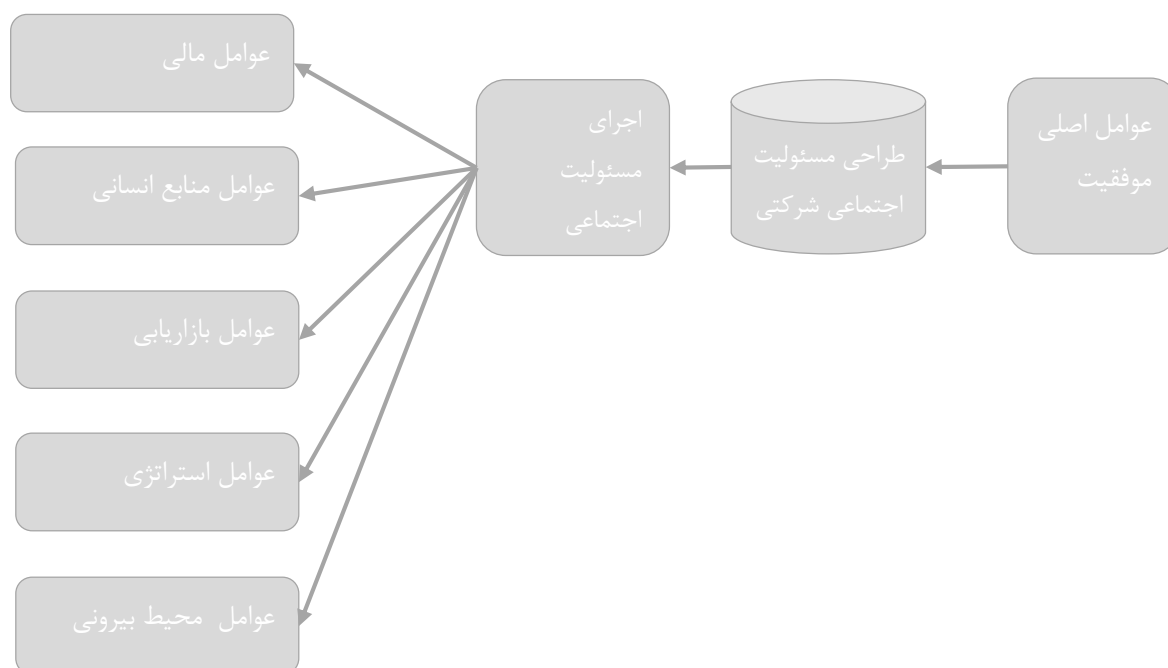 عوامل اصلی
موفقیت
طراحی مسئولیت
اجتماعی شرکتی
اجرای
مسئولیت
اجتماعی
عوامل مالی
عوامل منابع انسانی
عوامل بازاریابی
عوامل استراتژی
عوامل محیط بیرونی